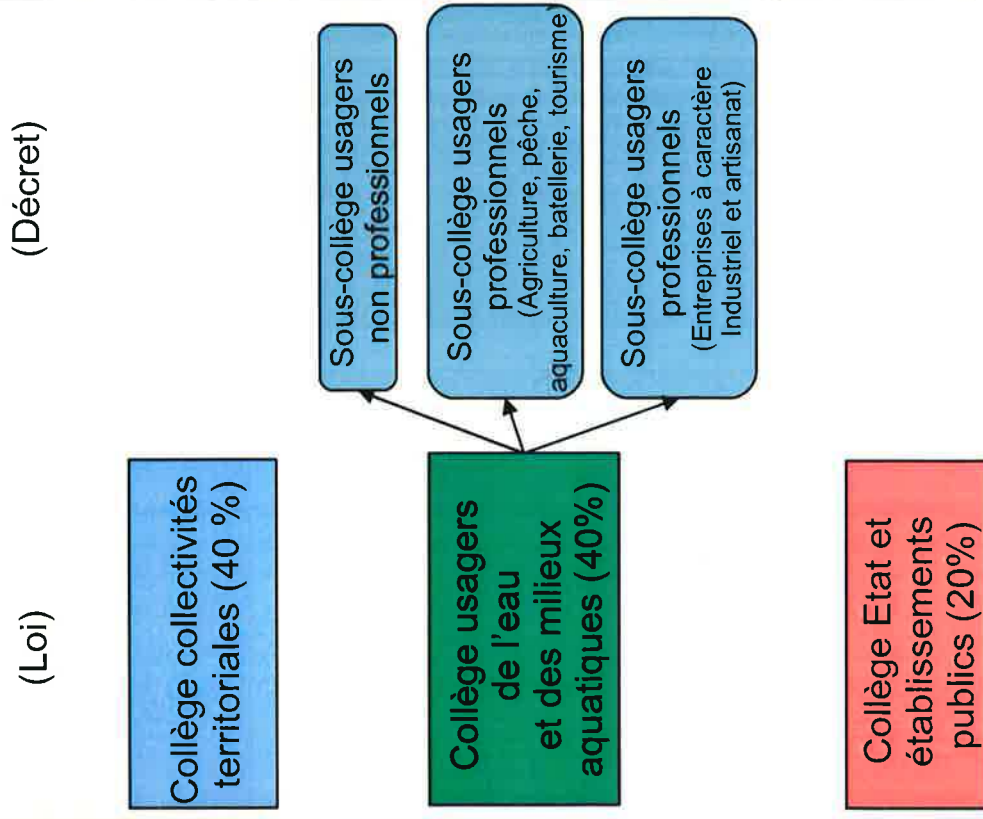 (Loi)
(Décret)
Collège collectivités
territoriales (40 %)
Collège usagers
de l'eau
et des milieux
aquatiques (40%)
Collège Etat et
établissements
publics (20%)
Sous-collège usagers
non professionnels
Sous-collège usagers
professionnels
(Agriculture, pêche,
aquaculture, batellerie, tourisme)
Sous-collège usagers
professionnels
(Entreprises à caractère
Industriel et artisanat)